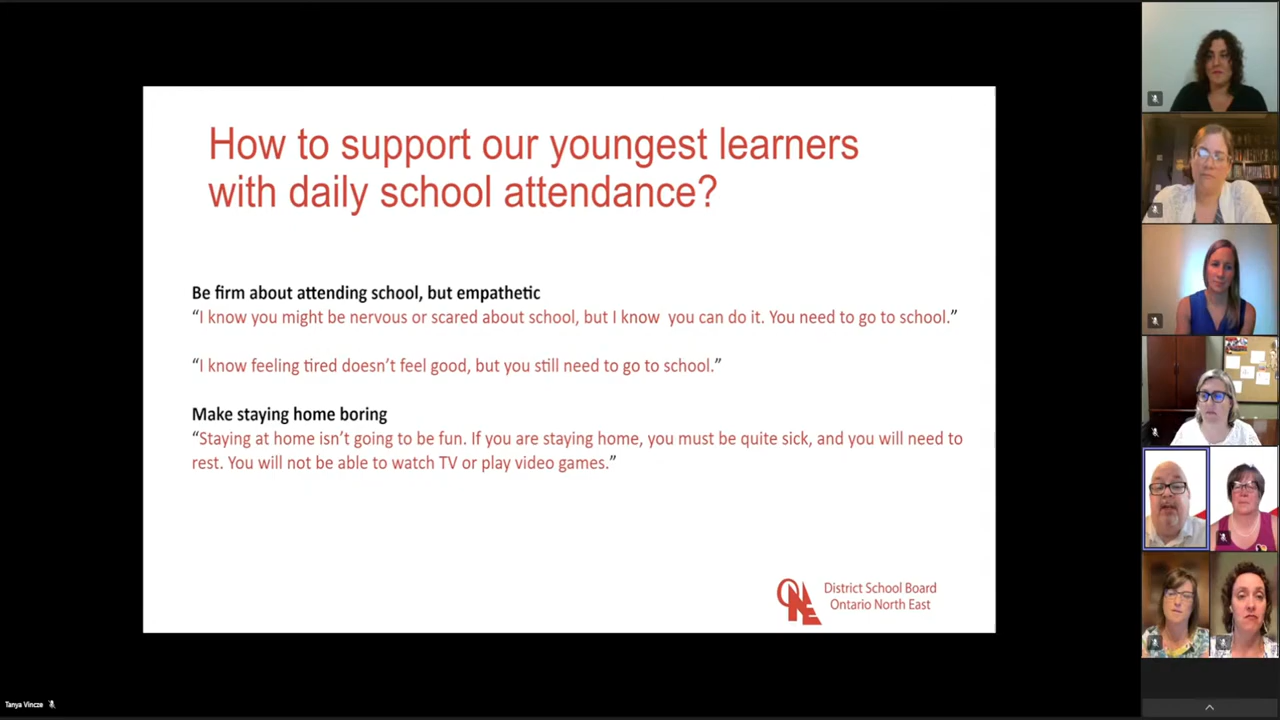 How to support our youngest learners
with daily school attendance?
Be firm about attending school, but empathetic
“I know you might be nervous or scared about school, but I know  you can do it. You need to go to school.”
“I know feeling tired doesn’t feel good, but you still need to go to school.”
Make staying home boring
“Staying at home isn’t going to be fun. If you are staying home, you must be quite sick, and you will need to
rest. You will not be able to watch TV or play video games.”
ONE
District School Board
Ontario North East
Tanya Vincze